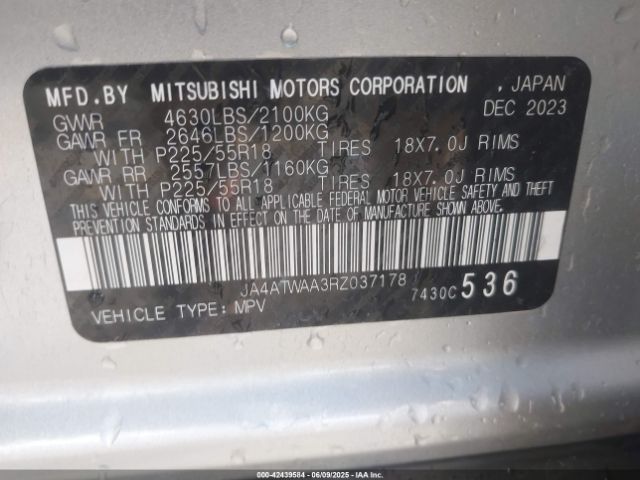 MFD.BY MITSUBISHI MOTORS CORPORATION , JAPAN
GVWR 4630LBS/2100KG DEC 2023
GAWR FR 2646LBS/1200KG
WITH P225/55R18 TIRES 18X7.0J RIMS
GAWR RR 2557LBS/1160KG
WITH P225/55R18 TIRES 18X7.0J RIMS
THIS VEHICLE CONFORMS TO ALL APPLICABLE FEDERAL MOTOR VEHICLE SAFETY AND THEFT
PREVENTION STANDARDS IN EFFECT ON THE DATE OF MANUFACTURE SHOWN ABOVE.
JA4ATWAA3RZ037178
7430C 536
VEHICLE TYPE: MPV
000-42439584 - 06/09/2025 - iaai.com